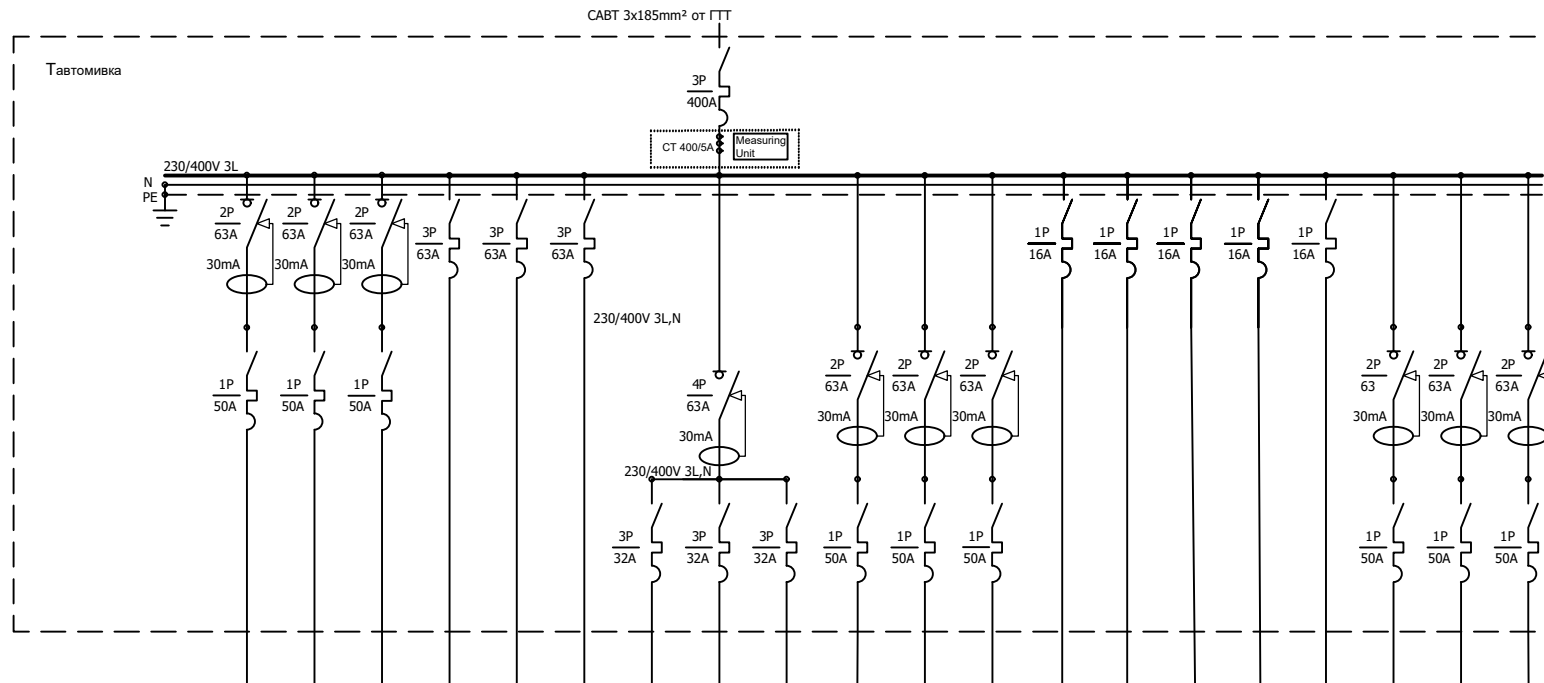 САВТ 3x185mm² от ГТТ
Тавтомивка
3P
400A
CT 400/5A
Measuring
Unit
230/400V 3L
N
PE
2P
63A
30mA
2P
63A
30mA
2P
63A
30mA
3P
63A
3P
63A
3P
63A
1P
16A
1P
16A
1P
16A
1P
16A
1P
16A
230/400V 3L,N
4P
63A
30mA
2P
63A
30mA
2P
63A
30mA
2P
63A
30mA
2P
63
30mA
2P
63A
30mA
2P
63A
30mA
1P
50A
1P
50A
1P
50A
230/400V 3L,N
3P
32A
3P
32A
3P
32A
1P
50A
1P
50A
1P
50A
1P
50A
1P
50A
1P
50A